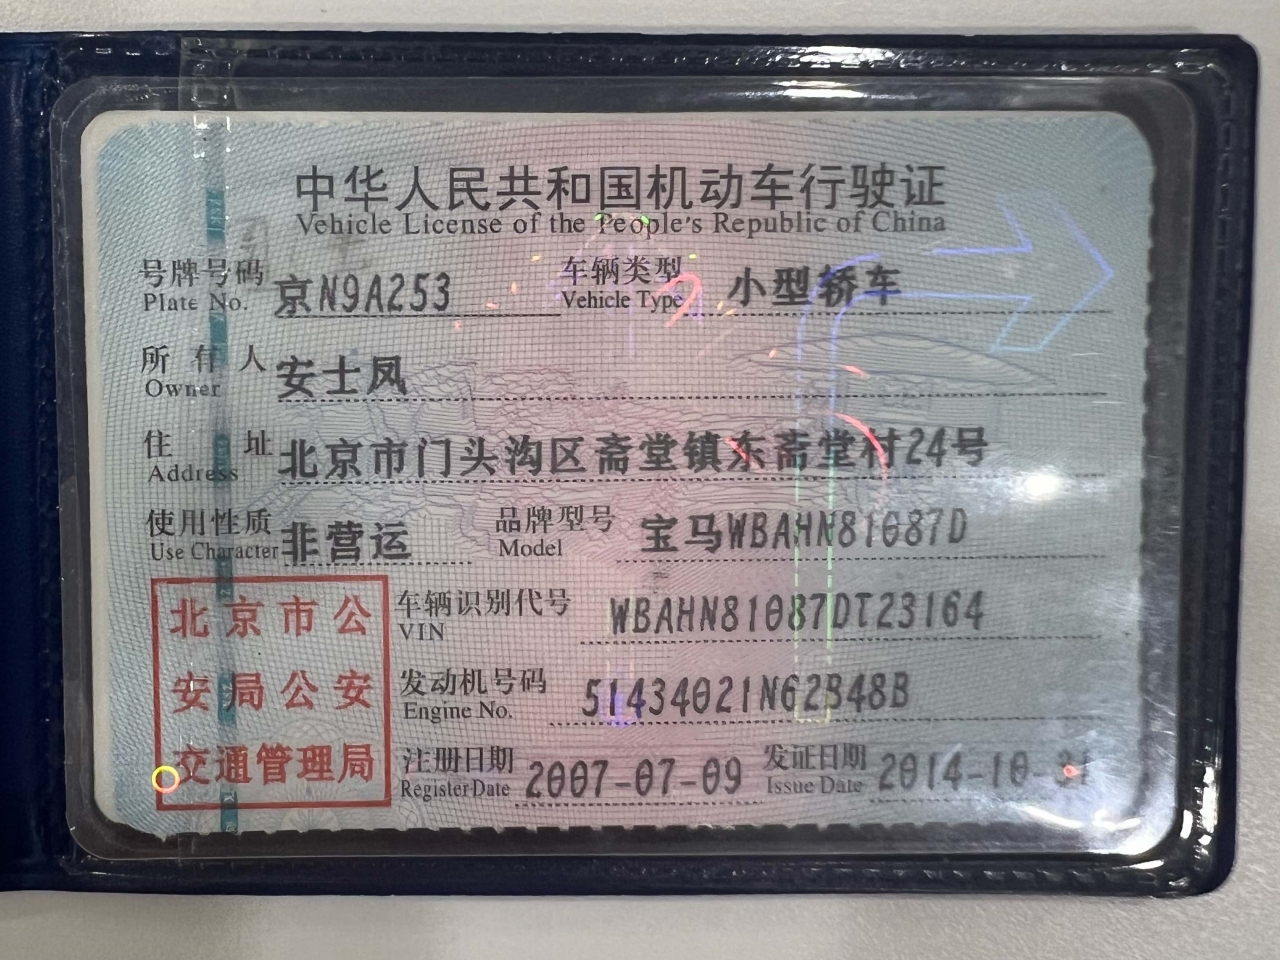 中华人民共和国机动车行驶证
Vehicle License of the People's Republic of China
号牌号码 京N9A253 车辆类型 小型轿车
Plate No. Vehicle Type
所有人 安士凤
Owner
住址 北京市门头沟区斋堂镇东斋堂村24号
Address
使用性质 非营运 品牌型号 宝马WBAHN81087D
Use Character Model
北京市公 车辆识别代号 WBAHN81087DT23164
VIN
安局公安 发动机号码 51434021N62B48B
Engine No.
交通管理局 注册日期 2007-07-09 发证日期 2014-10-31
Register Date Issue Date